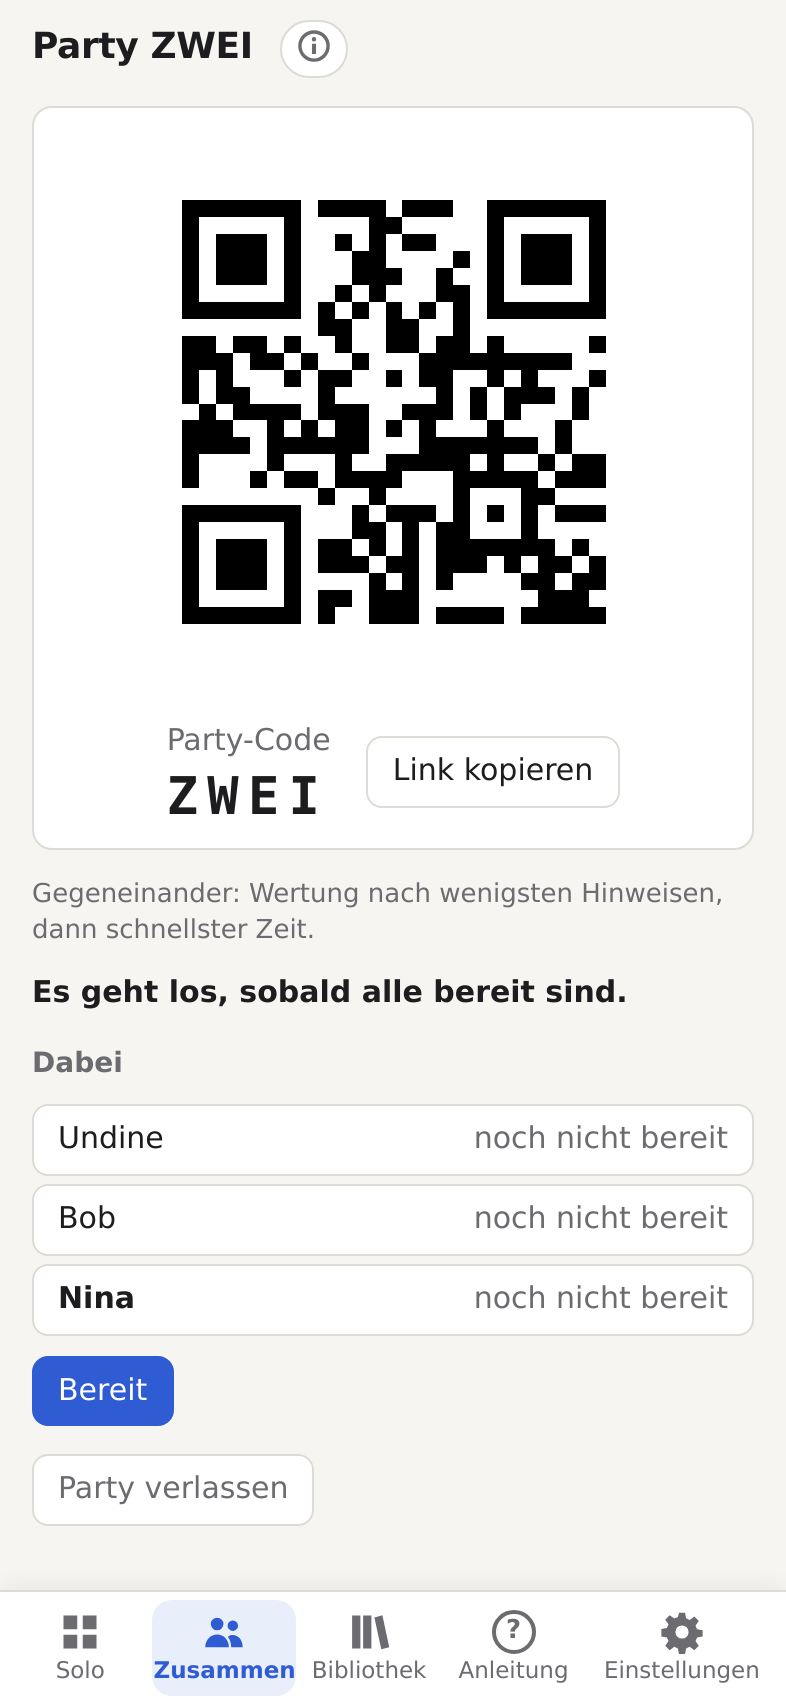 Party ZWEI
Party-Code
ZWEI
Link kopieren
Gegeneinander: Wertung nach wenigsten Hinweisen,
dann schnellster Zeit.
Es geht los, sobald alle bereit sind.
Dabei
Undine noch nicht bereit
Bob noch nicht bereit
Nina noch nicht bereit
Bereit
Party verlassen
Solo Zusammen Bibliothek Anleitung Einstellungen